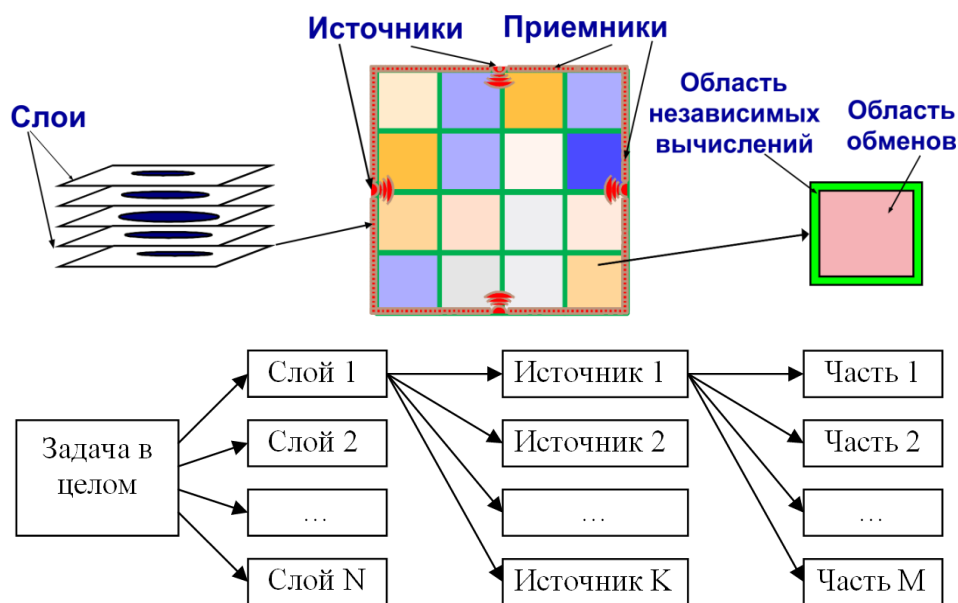 Источники
Приемники
Слои
Область
независимых
вычислений
Область
обменов
Задача в
целом
Слой 1
Слой 2
...
Слой N
Источник 1
Источник 2
...
Источник K
Часть 1
Часть 2
...
Часть M